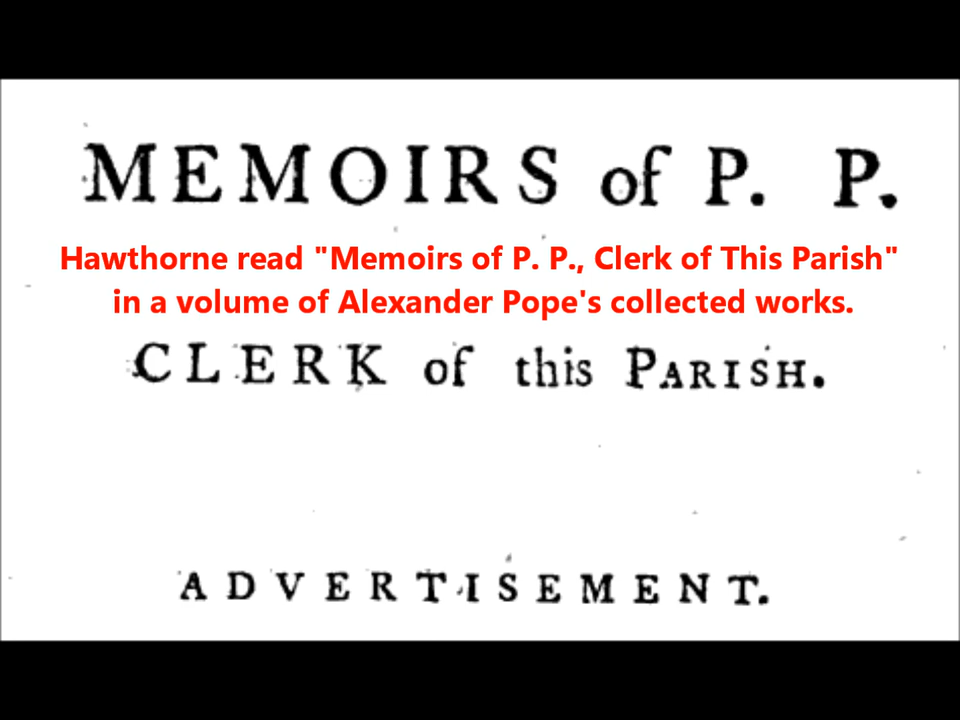 MEMOIRS of P. P.
Hawthorne read "Memoirs of P. P., Clerk of This Parish"
in a volume of Alexander Pope's collected works.
CLERK of this PARISH.
ADVERTISEMENT.